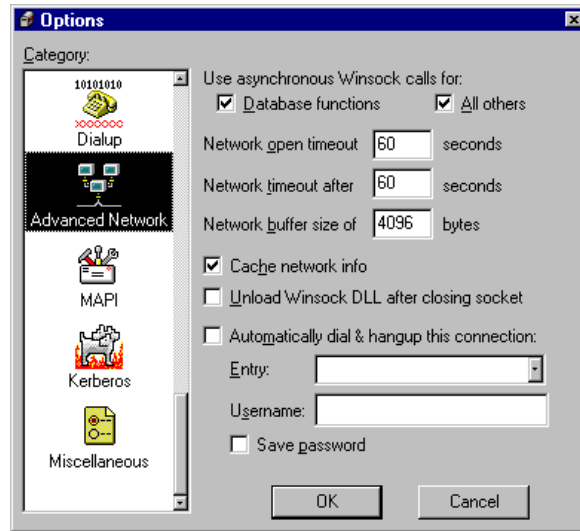 Options
Category:
10101010
xxxxxxx
Dialup
Advanced Network
MAPI
Kerberos
Miscellaneous
Use asynchronous Winsock calls for:
Database functions
All others
Network open timeout 60 seconds
Network timeout after 60 seconds
Network buffer size of 4096 bytes
Cache network info
Unload Winsock DLL after closing socket
Automatically dial & hangup this connection:
Entry:
Username:
Save password
OK Cancel